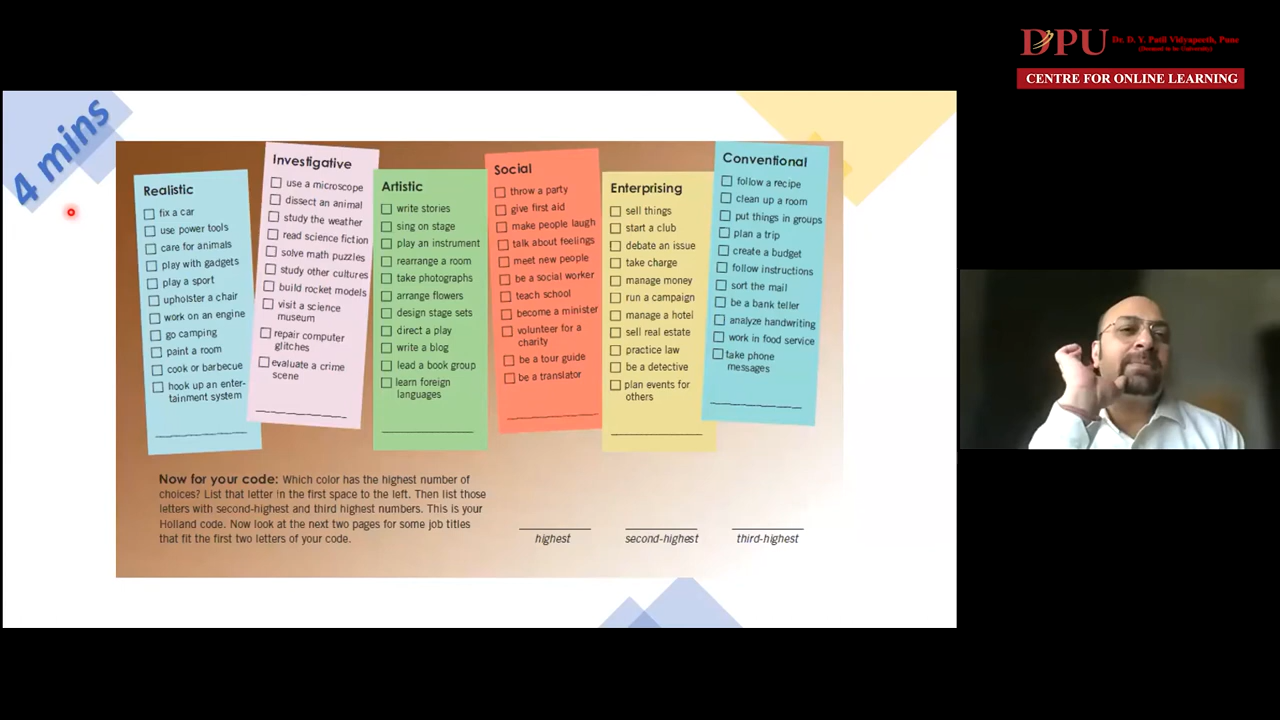 DPU Dr. D. Y. Patil Vidyapeeth, Pune
(Deemed to be University)
CENTRE FOR ONLINE LEARNING
4 mins
Realistic
fix a car
use power tools
care for animals
play with gadgets
play a sport
upholster a chair
work on an engine
go camping
paint a room
cook or barbecue
hook up an enter-
tainment system
Investigative
use a microscope
dissect an animal
study the weather
read science fiction
solve math puzzles
study other cultures
build rocket models
visit a science
museum
repair computer
glitches
evaluate a crime
scene
Artistic
write stories
sing on stage
play an instrument
rearrange a room
take photographs
arrange flowers
design stage sets
direct a play
write a blog
lead a book group
learn foreign
languages
Social
throw a party
give first aid
make people laugh
talk about feelings
meet new people
be a social worker
teach school
become a minister
volunteer for a
charity
be a tour guide
be a translator
Enterprising
sell things
start a club
debate an issue
take charge
manage money
run a campaign
manage a hotel
sell real estate
practice law
be a detective
plan events for
others
Conventional
follow a recipe
clean up a room
put things in groups
plan a trip
create a budget
follow instructions
sort the mail
be a bank teller
analyze handwriting
work in food service
take phone
messages
Now for your code: Which color has the highest number of
choices? List that letter in the first space to the left. Then list those
letters with second-highest and third highest numbers. This is your
Holland code. Now look at the next two pages for some job titles
that fit the first two letters of your code.
highest second-highest third-highest